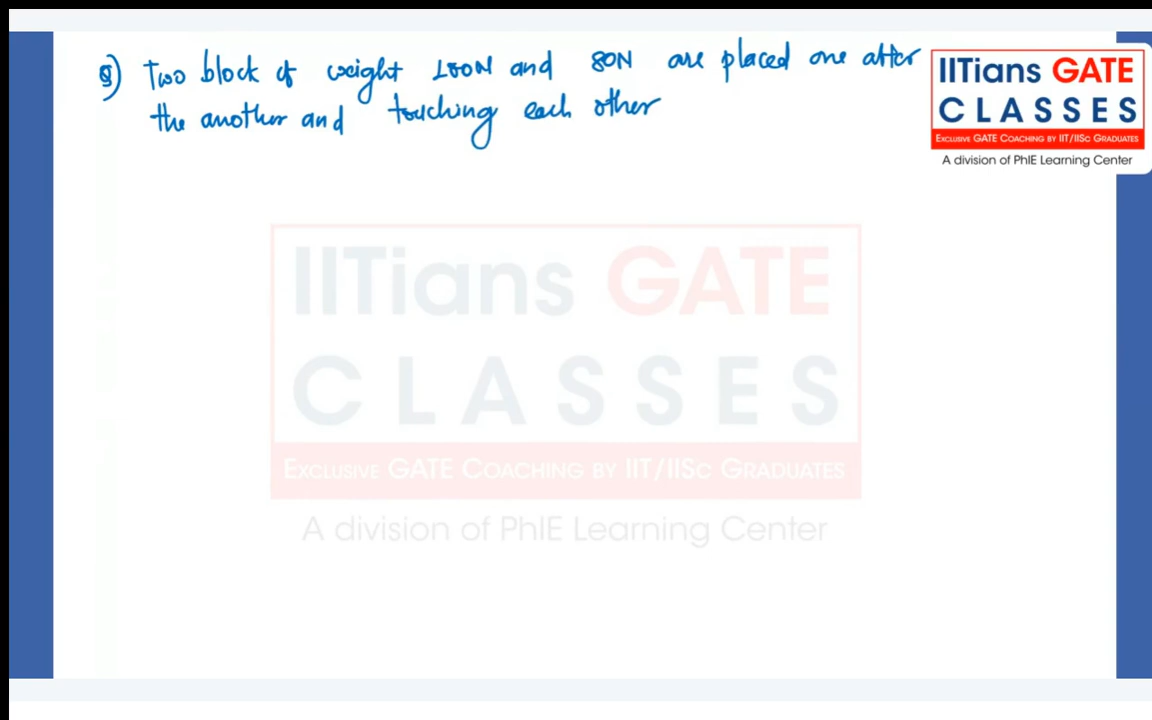 Q) Two block of weight 100N and 80N are placed one after
the another and touching each other
IITians GATE
CLASSES
EXCLUSIVE GATE COACHING BY IIT/IISc GRADUATES
A division of PhIE Learning Center
IITians GATE
CLASSES
EXCLUSIVE GATE COACHING BY IIT/IISc GRADUATES
A division of PhIE Learning Center